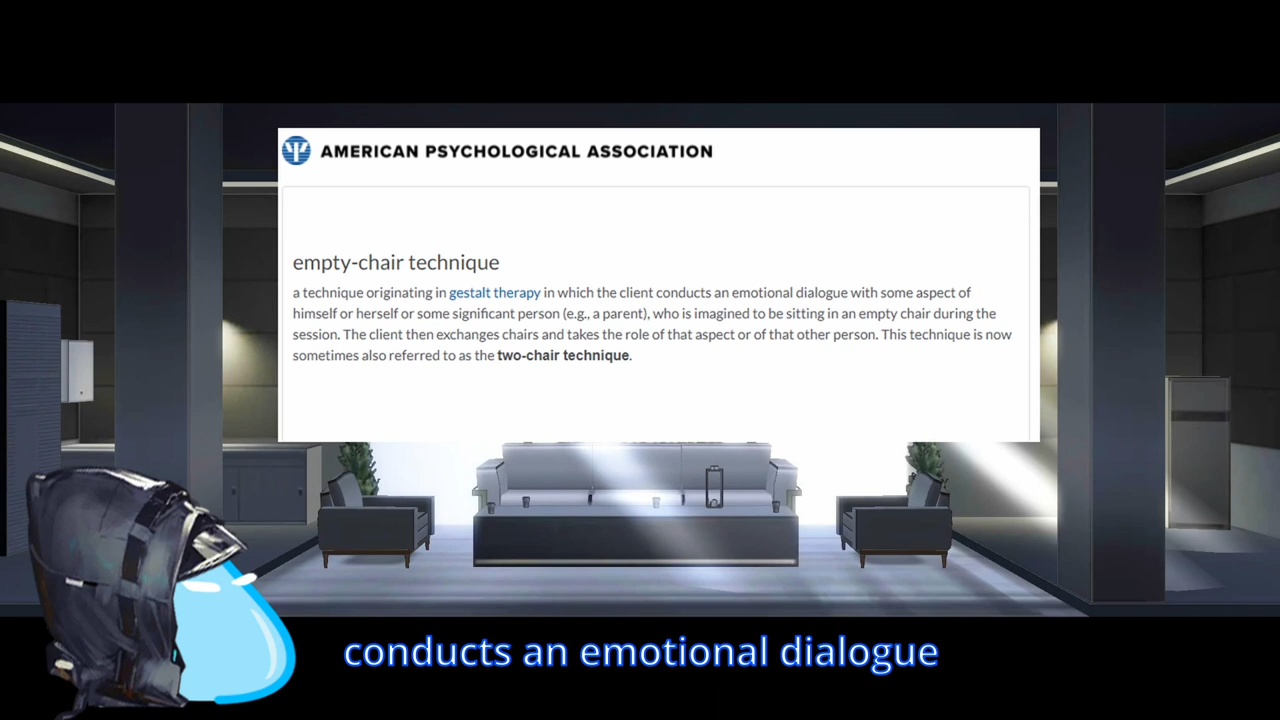 AMERICAN PSYCHOLOGICAL ASSOCIATION
empty-chair technique
a technique originating in gestalt therapy in which the client conducts an emotional dialogue with some aspect of
himself or herself or some significant person (e.g., a parent), who is imagined to be sitting in an empty chair during the
session. The client then exchanges chairs and takes the role of that aspect or of that other person. This technique is now
sometimes also referred to as the two-chair technique.
conducts an emotional dialogue